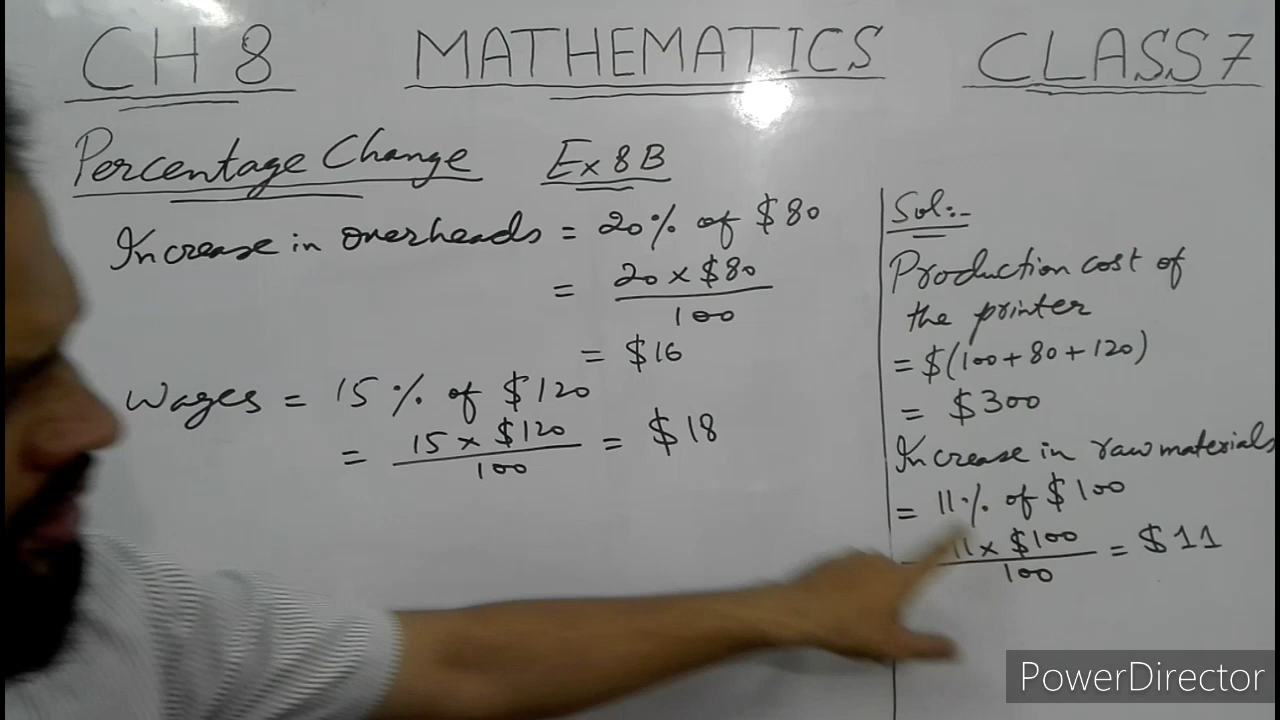 CH 8 MATHEMATICS CLASS 7
Percentage Change Ex 8B
Increase in overheads = 20% of $80
= 20 x $80
100
= $16
Wages = 15% of $120
= 15 x $120 = $18
100
Sol:-
Production cost of
the printer
= $(100+80+120)
= $300
Increase in raw materials
= 11% of $100
11 x $100 = $11
100
PowerDirector